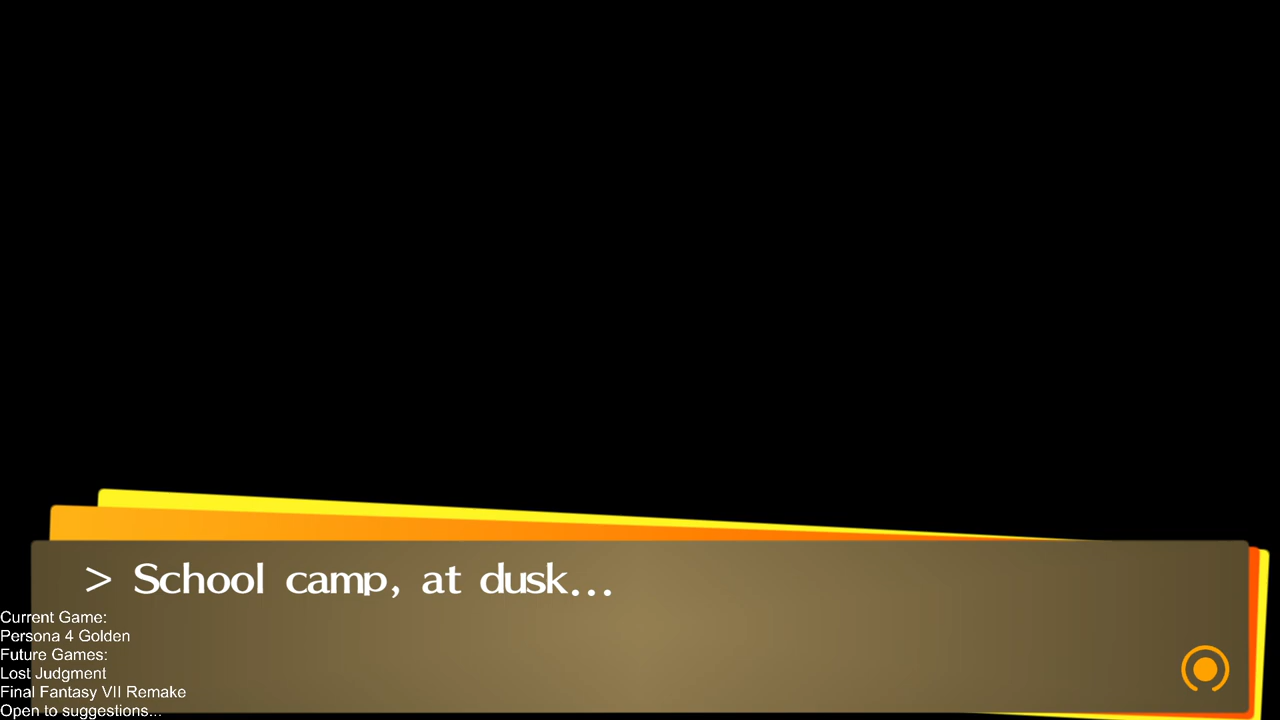 > School camp, at dusk...
Current Game:
Persona 4 Golden
Future Games:
Lost Judgment
Final Fantasy VII Remake
Open to suggestions...